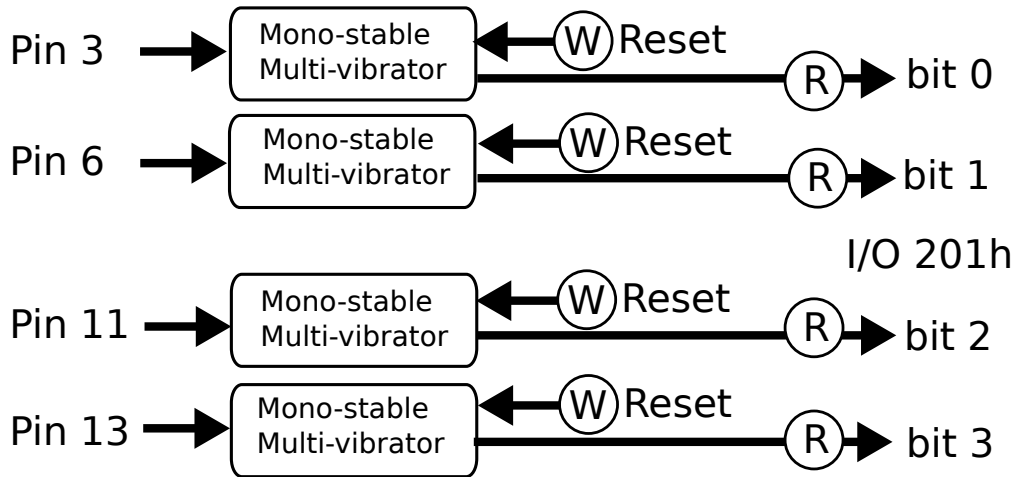 Pin 3
Mono-stable
Multi-vibrator
W Reset
R
bit 0
Pin 6
Mono-stable
Multi-vibrator
W Reset
R
bit 1
I/O 201h
Pin 11
Mono-stable
Multi-vibrator
W Reset
R
bit 2
Pin 13
Mono-stable
Multi-vibrator
W Reset
R
bit 3